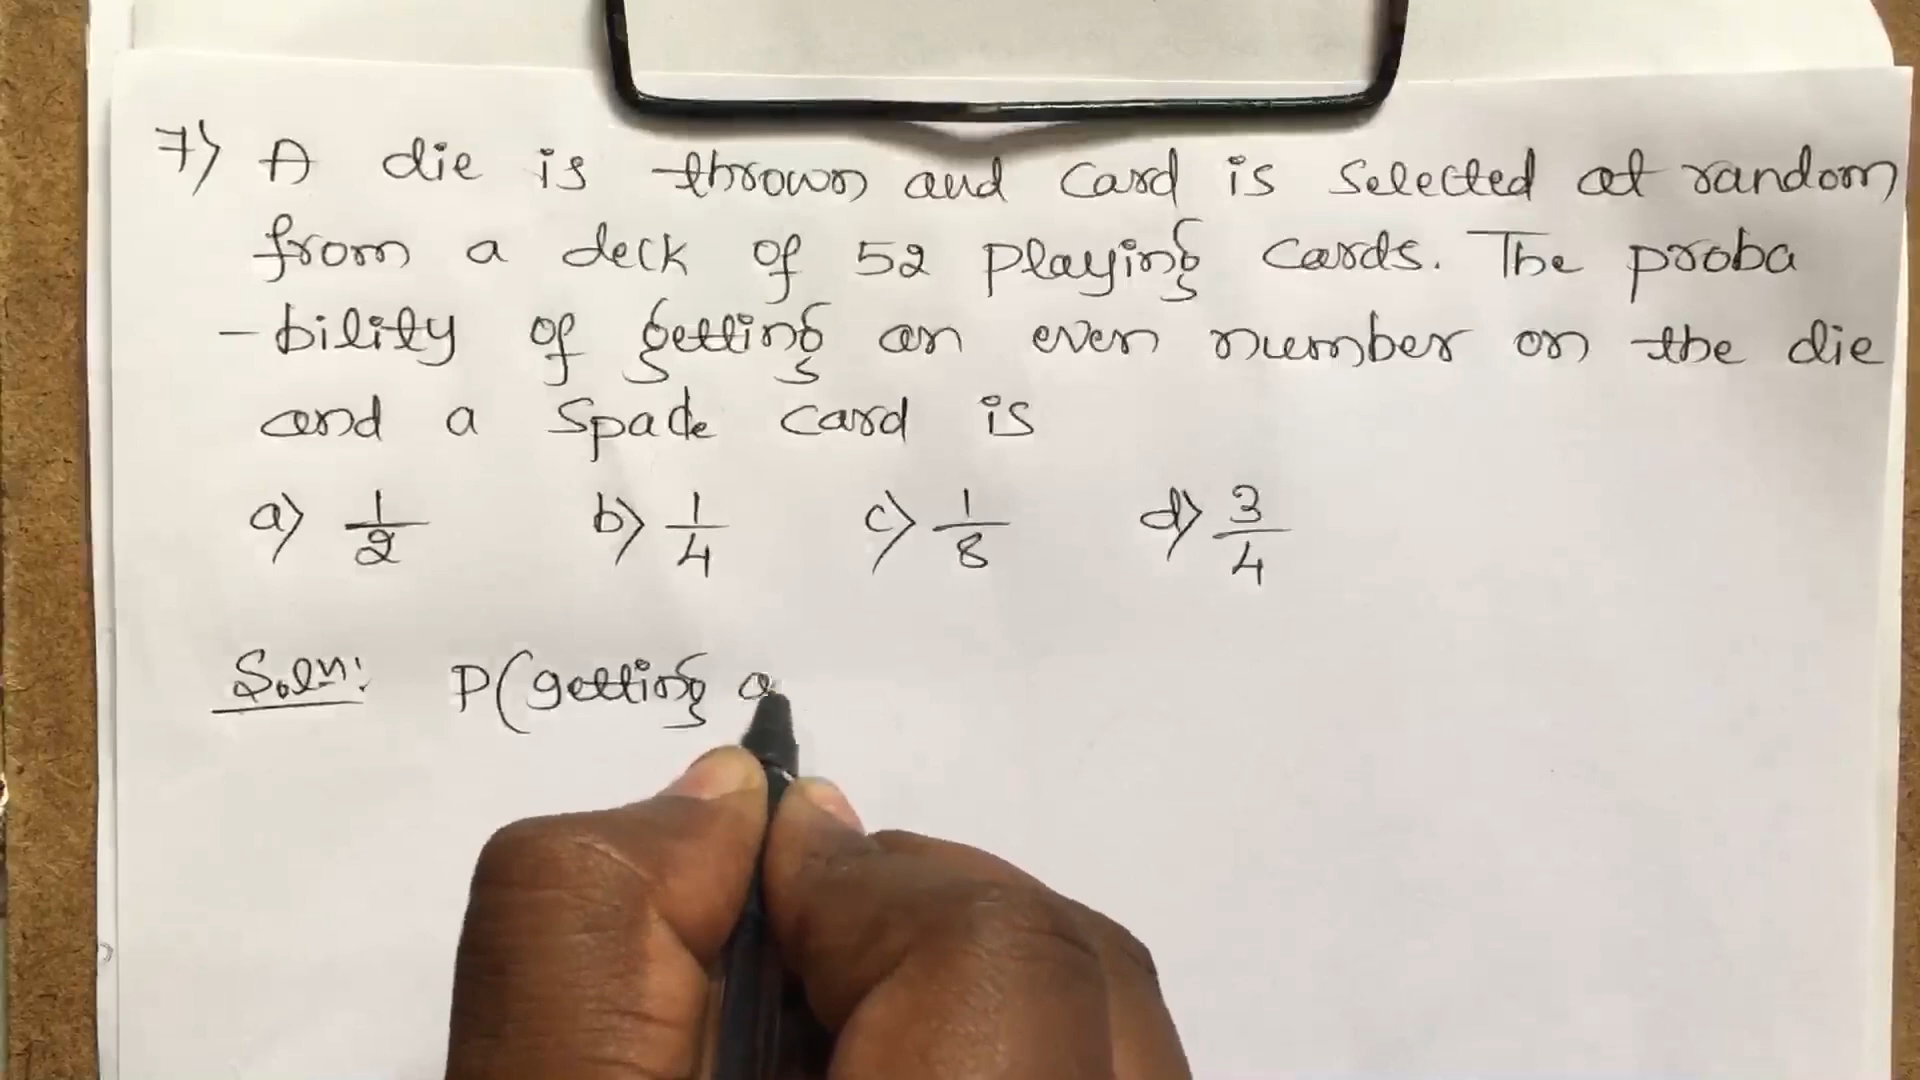 7) A die is thrown and card is selected at random
from a deck of 52 playing cards. The proba
-bility of getting an even number on the die
and a spade card is
a) 1/2 b) 1/4 c) 1/8 d) 3/4
Soln: P(getting a